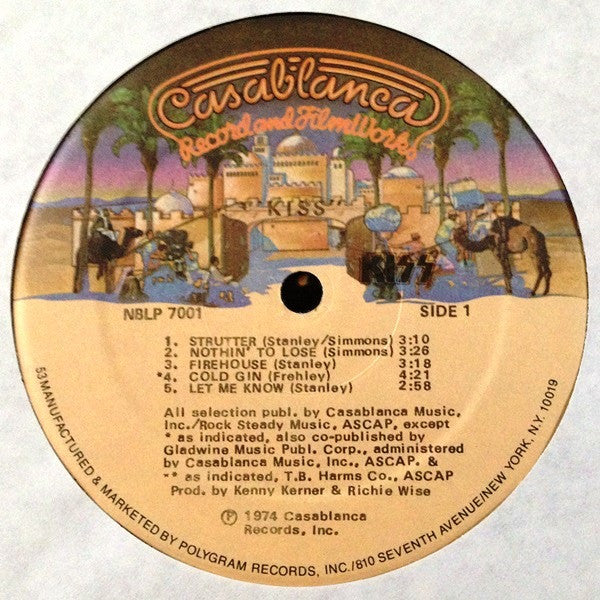 Casablanca
Record and FilmWorks
KISS
KISS
NBLP 7001
SIDE 1
1. STRUTTER (Stanley/Simmons) 3:10
2. NOTHIN' TO LOSE (Simmons) 3:26
3. FIREHOUSE (Stanley) 3:18
*4. COLD GIN (Frehley) 4:21
5. LET ME KNOW (Stanley) 2:58
All selection publ. by Casablanca Music,
Inc./Rock Steady Music, ASCAP, except
* as indicated, also co-published by
Gladwine Music Publ. Corp., administered
by Casablanca Music, Inc., ASCAP. &
** as indicated, T.B. Harms Co., ASCAP
Prod. by Kenny Kerner & Richie Wise
℗ 1974 Casablanca
Records, Inc.
53 MANUFACTURED & MARKETED BY POLYGRAM RECORDS, INC./810 SEVENTH AVENUE/NEW YORK, N.Y. 10019